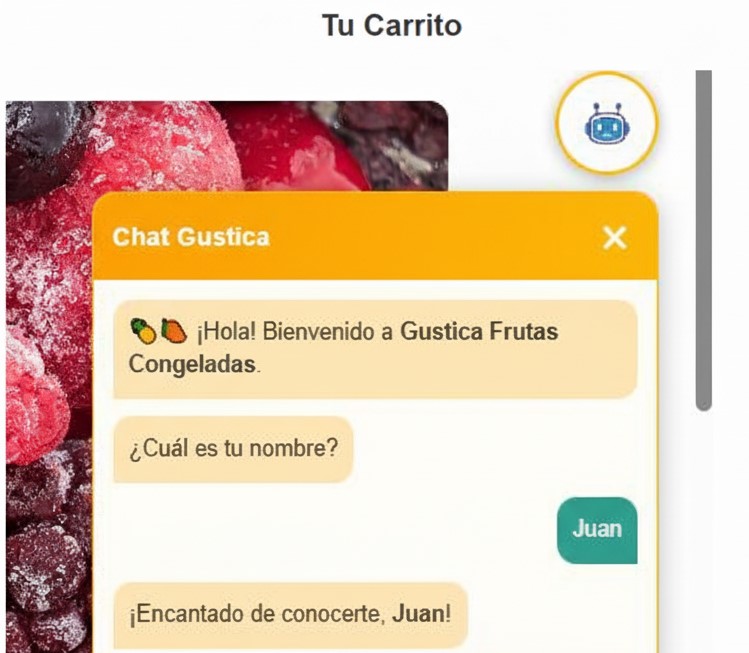 Tu Carrito
Chat Gustica
¡Hola! Bienvenido a Gustica Frutas
Congeladas.
¿Cuál es tu nombre?
Juan
¡Encantado de conocerte, Juan!